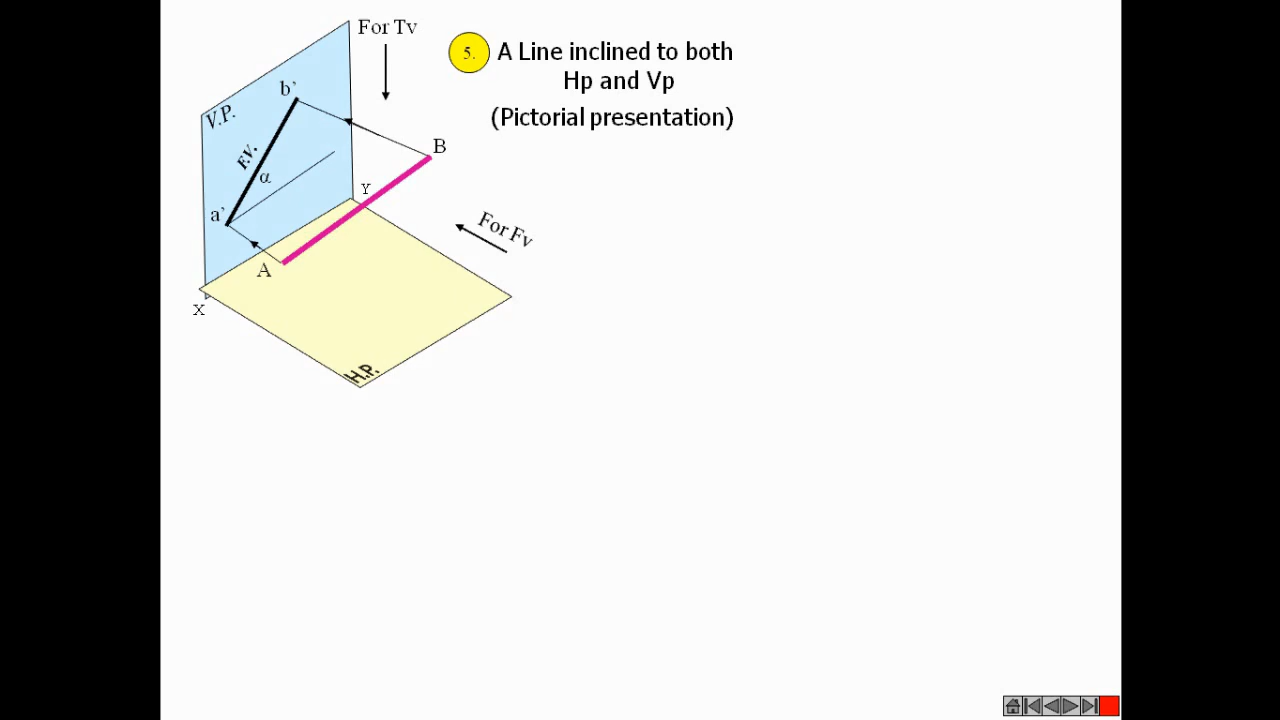 For Tv
5.
A Line inclined to both
Hp and Vp
(Pictorial presentation)
V.P.
b'
F.V.
α
a'
B
Y
For Fv
A
X
H.P.